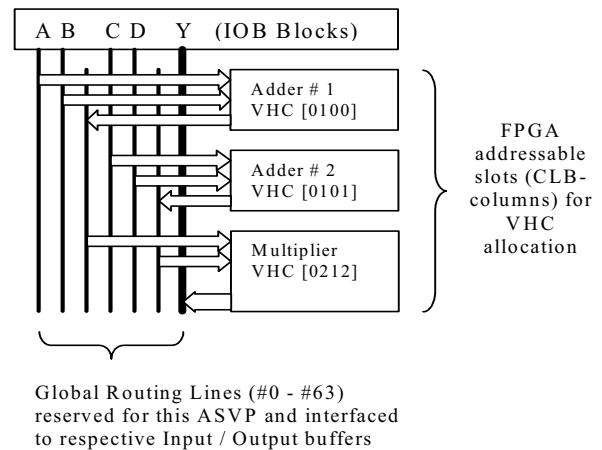 A B C D Y (IOB Blocks)
Adder # 1
VHC [0100]
Adder # 2
VHC [0101]
Multiplier
VHC [0212]
FPGA
addressable
slots (CLB-
columns) for
VHC
allocation
Global Routing Lines (#0 - #63)
reserved for this ASVP and interfaced
to respective Input / Output buffers